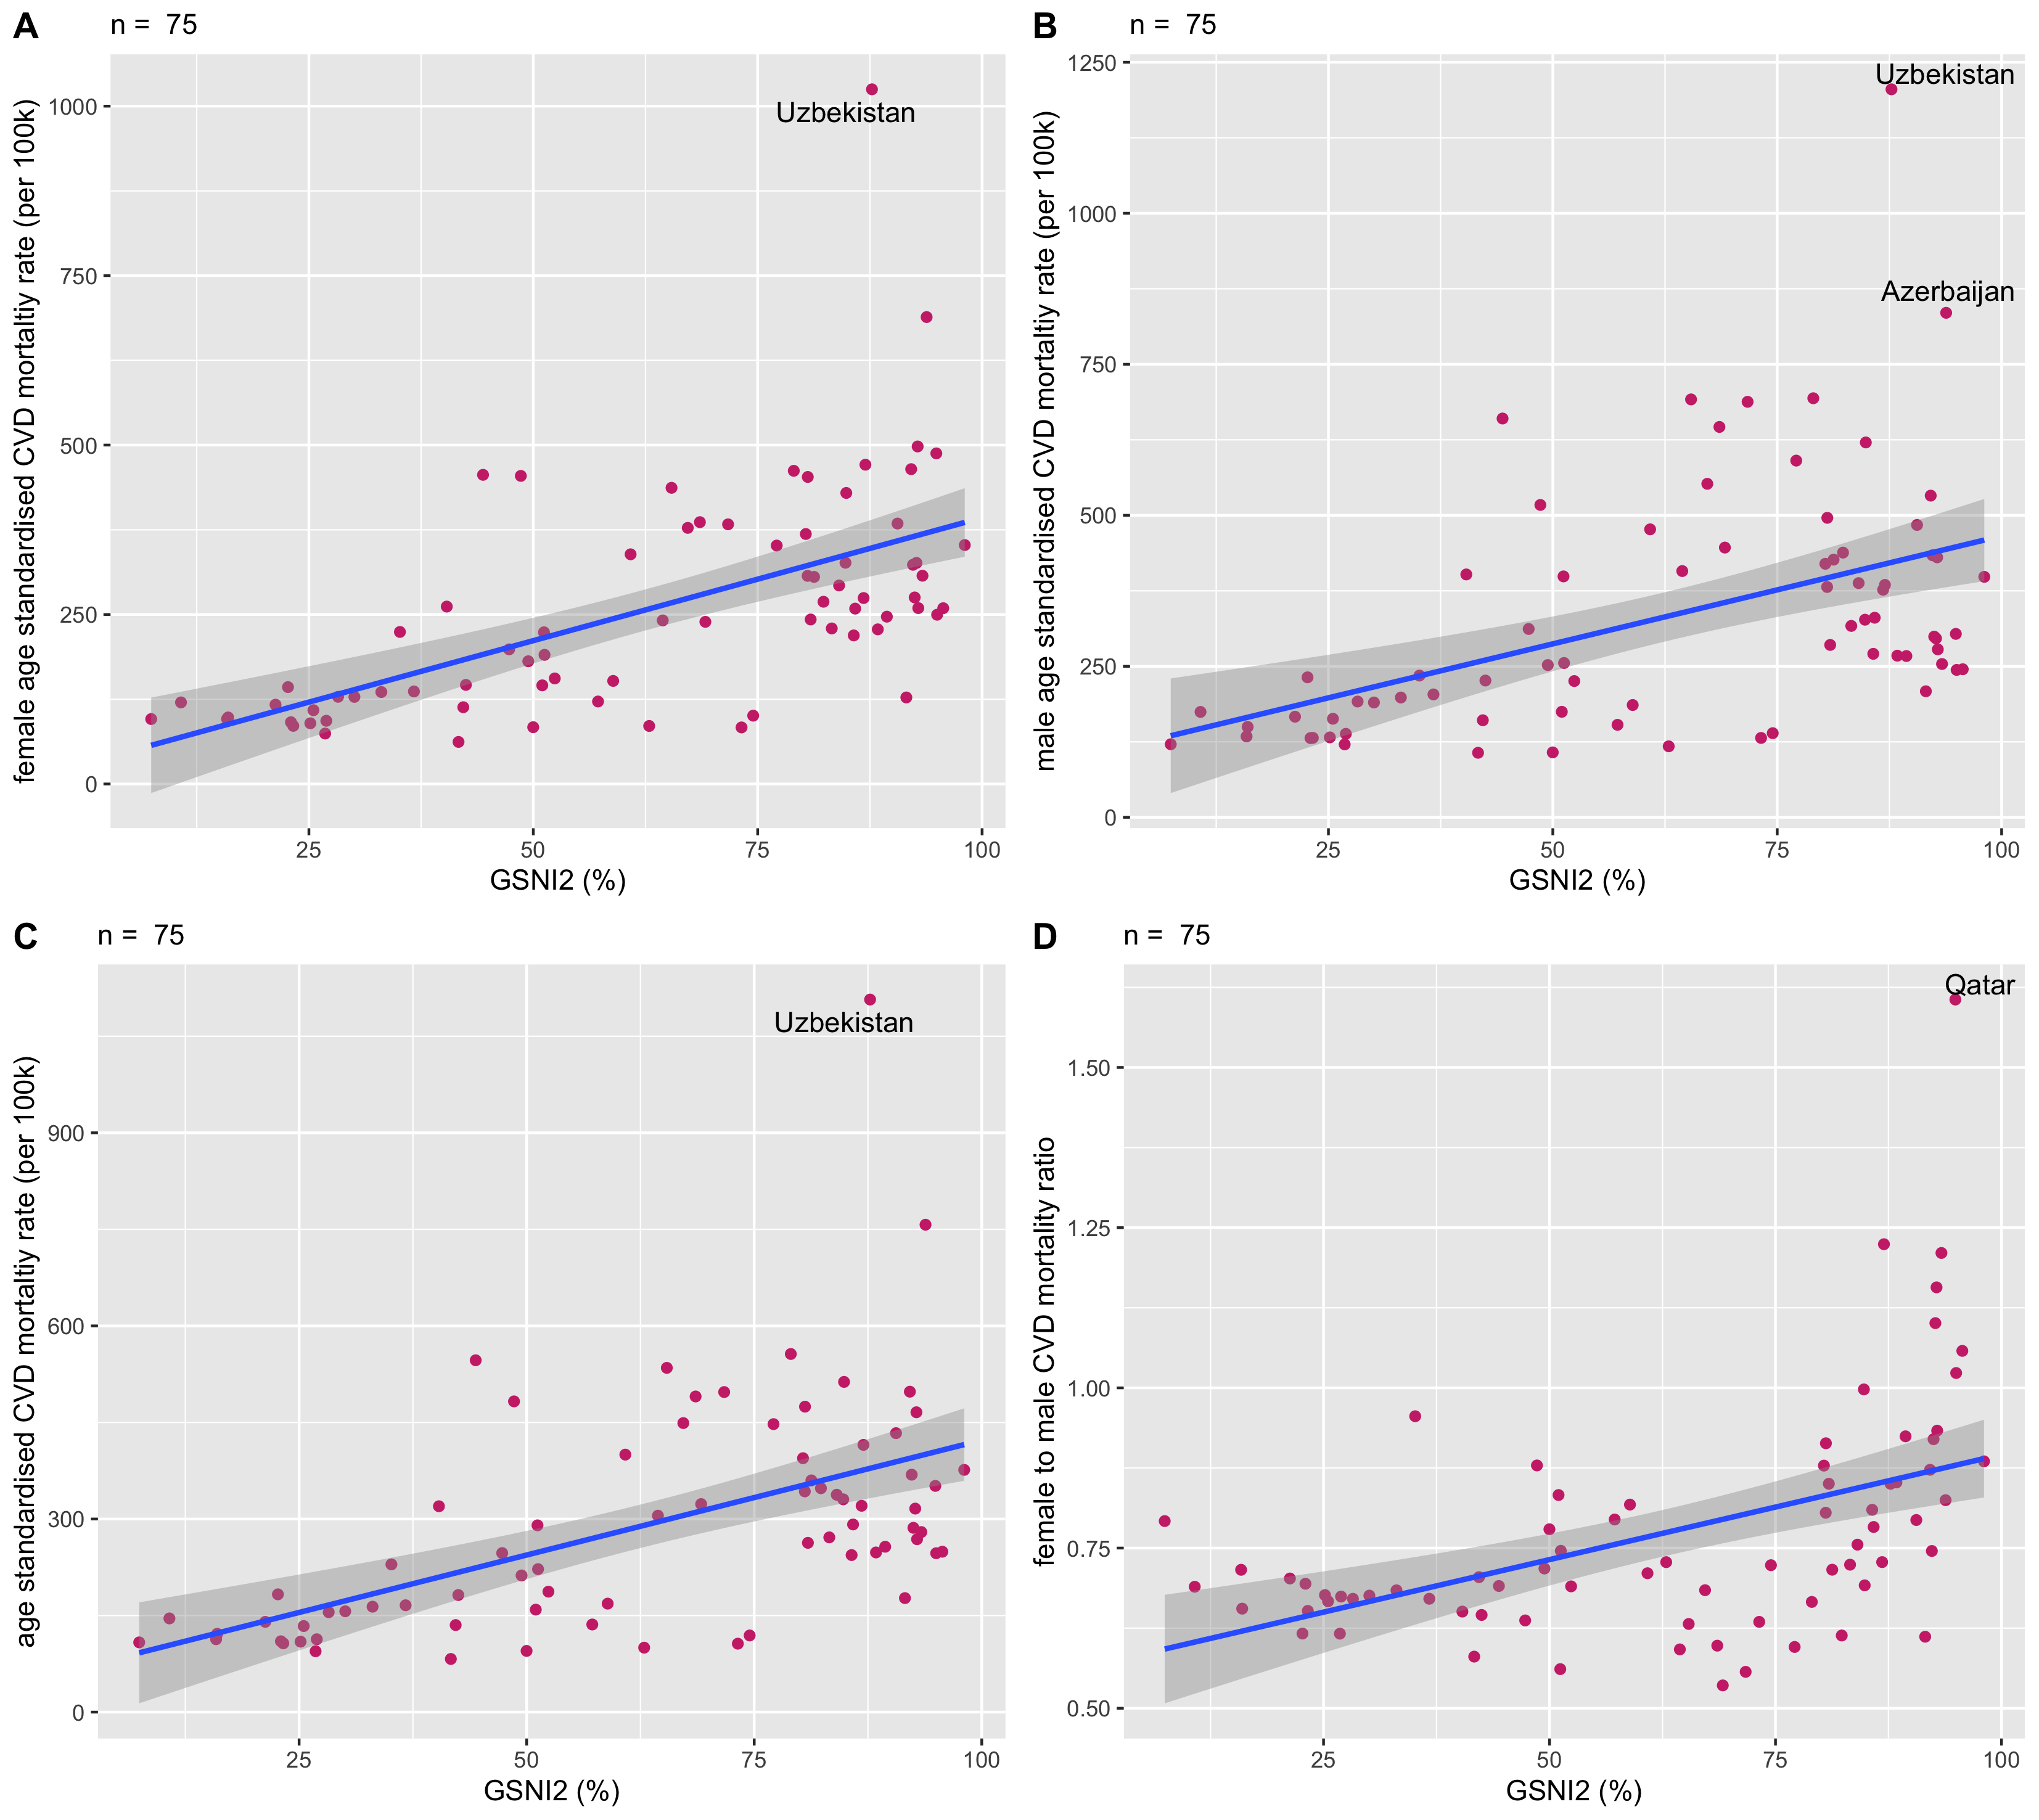 A
n = 75
1000
750
500
250
0
Uzbekistan
25
50
75
100
GSNI2 (%)
female age standardised CVD mortaltiy rate (per 100k)
B
n = 75
1250
1000
750
500
250
0
Uzbekistan
Azerbaijan
25
50
75
100
GSNI2 (%)
male age standardised CVD mortaltiy rate (per 100k)
C
n = 75
900
600
300
0
Uzbekistan
25
50
75
100
GSNI2 (%)
age standardised CVD mortaltiy rate (per 100k)
D
n = 75
1.50
1.25
1.00
0.75
0.50
Qatar
25
50
75
100
GSNI2 (%)
female to male CVD mortality ratio